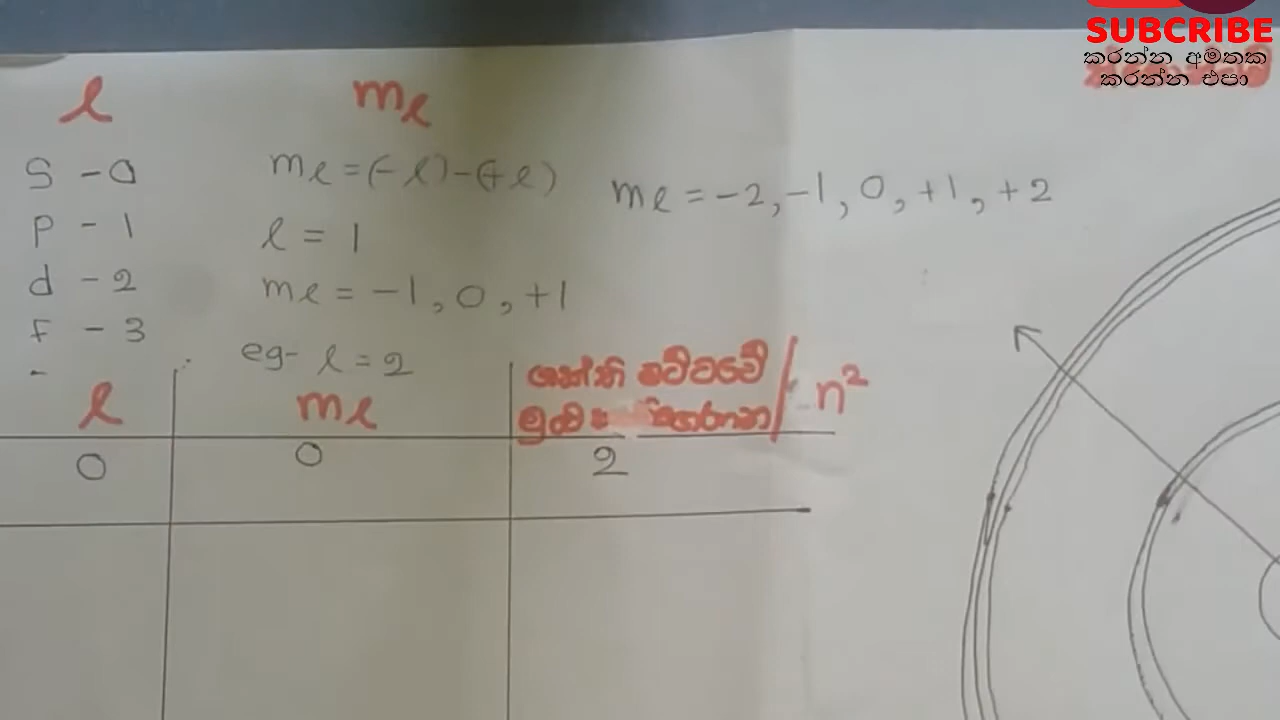 SUBCRIBE
කරන්න අමතක
කරන්න එපා
l
ml
S - 0
ml = (-l) - (+l)
ml = -2, -1, 0, +1, +2
P - 1
l = 1
d - 2
ml = -1, 0, +1
F - 3
eg- l = 2
ශක්ති මට්ටමේ
n²
l
ml
0
0
2